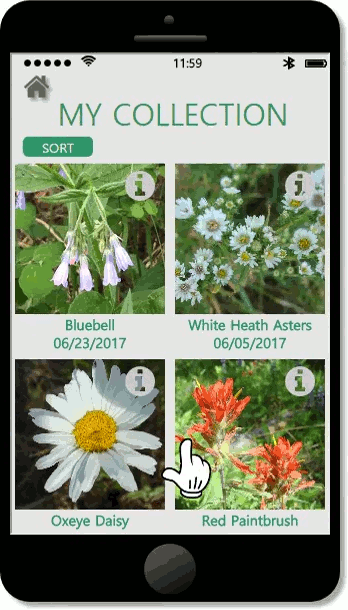 11:59
MY COLLECTION
SORT
i
i
Bluebell
White Heath Asters
06/23/2017
06/05/2017
i
i
Oxeye Daisy
Red Paintbrush